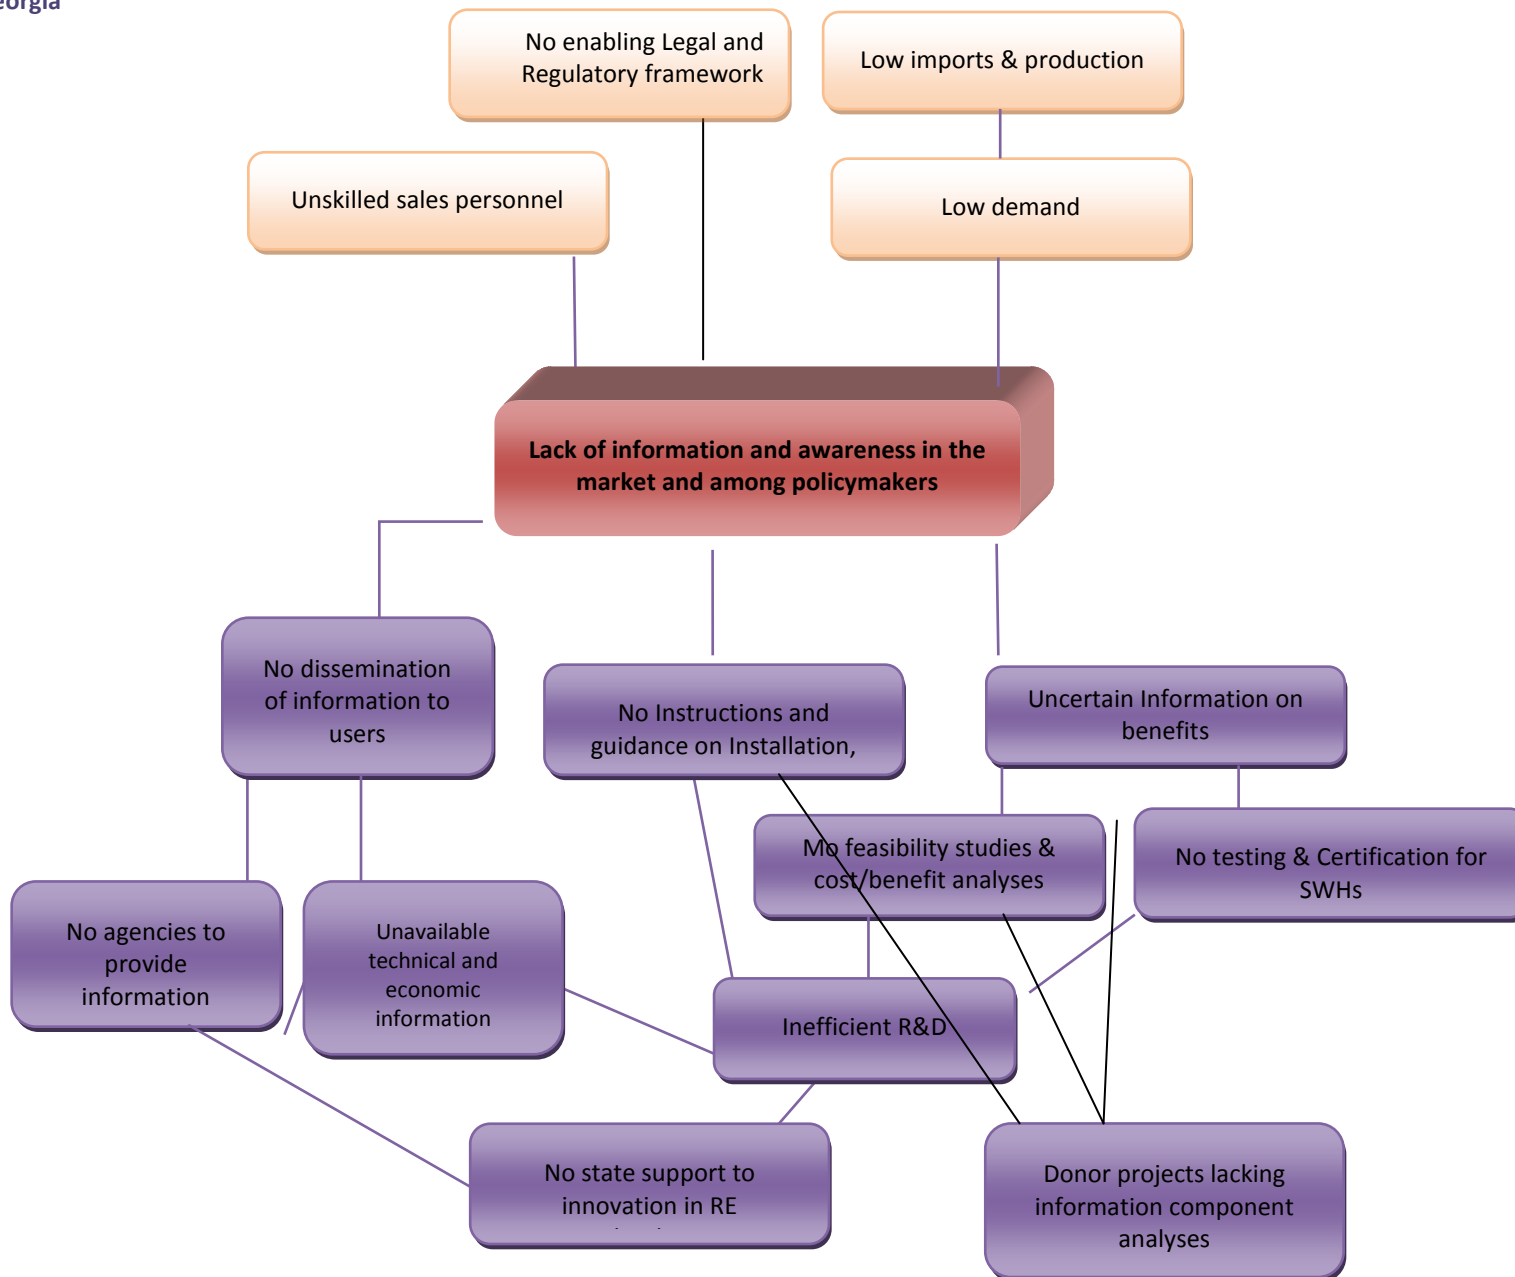 No enabling Legal and
Regulatory framework
Low imports & production
Unskilled sales personnel
Low demand
Lack of information and awareness in the
market and among policymakers
No dissemination
of information to
users
No Instructions and
guidance on Installation,
Uncertain Information on
benefits
Mo feasibility studies &
cost/benefit analyses
No testing & Certification for
SWHs
No agencies to
provide
information
Unavailable
technical and
economic
information
Inefficient R&D
No state support to
innovation in RE
Donor projects lacking
information component
analyses